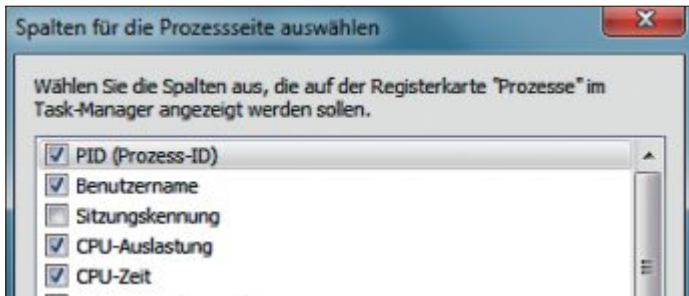 Spalten für die Prozessseite auswählen
Wählen Sie die Spalten aus, die auf der Registerkarte "Prozesse" im
Task-Manager angezeigt werden sollen.
PID (Prozess-ID)
Benutzername
Sitzungskennung
CPU-Auslastung
CPU-Zeit